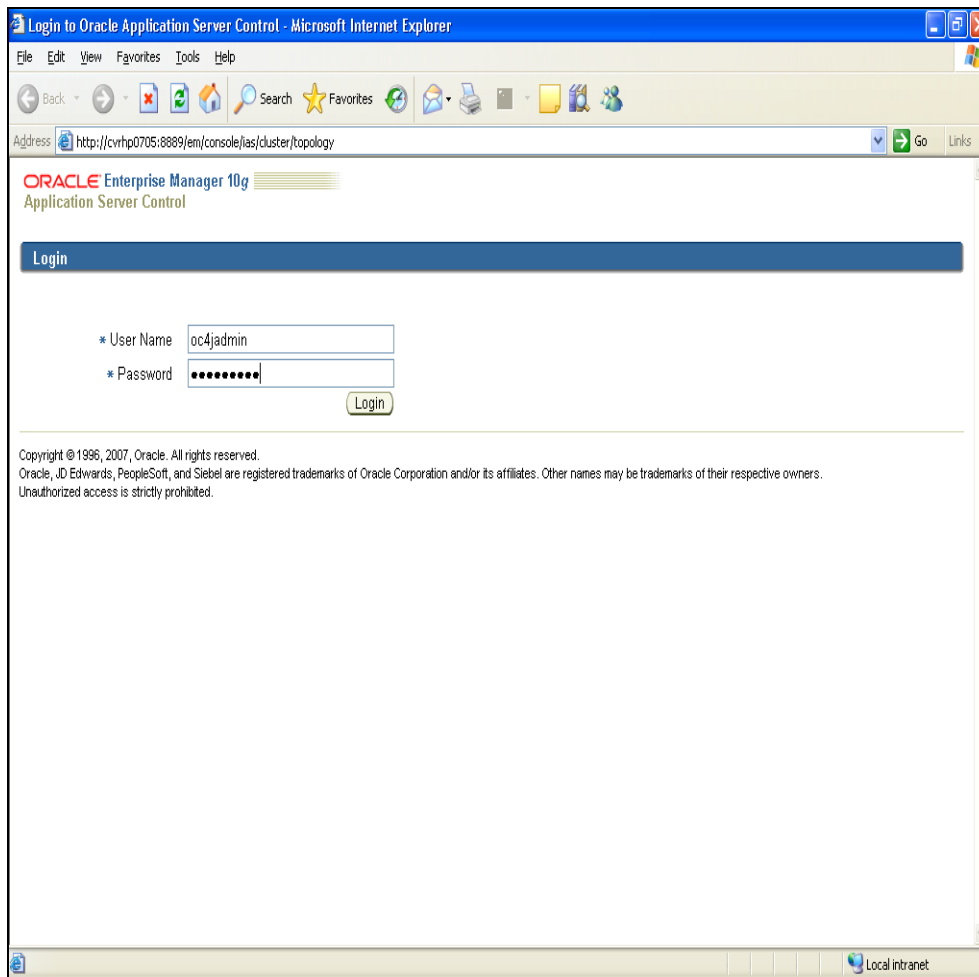 Login to Oracle Application Server Control - Microsoft Internet Explorer
File Edit View Favorites Tools Help
Back Search Favorites
Address http://cvrhp0705:8889/em/console/ias/cluster/topology Go Links
ORACLE Enterprise Manager 10g
Application Server Control
Login
* User Name oc4jadmin
* Password •••••••••
Login
Copyright © 1996, 2007, Oracle. All rights reserved.
Oracle, JD Edwards, PeopleSoft, and Siebel are registered trademarks of Oracle Corporation and/or its affiliates. Other names may be trademarks of their respective owners.
Unauthorized access is strictly prohibited.
Local intranet